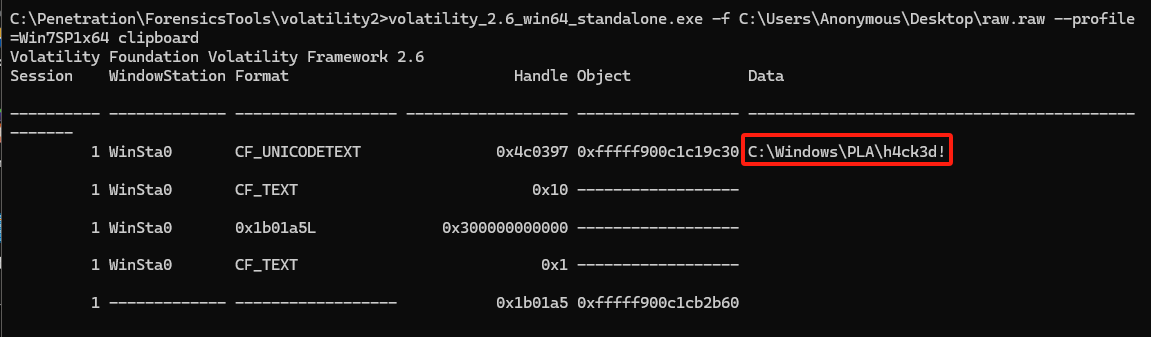 C:\Penetration\ForensicsTools\volatility2>volatility_2.6_win64_standalone.exe -f C:\Users\Anonymous\Desktop\raw.raw --profile
=Win7SP1x64 clipboard
Volatility Foundation Volatility Framework 2.6
Session    WindowStation Format                         Handle Object             Data
---------- ------------- ------------------ ------------------ ------------------ -----------------------------------------
-------
         1 WinSta0       CF_UNICODETEXT               0x4c0397 0xfffff900c1c19c30 C:\Windows\PLA\h4ck3d!
         1 WinSta0       CF_TEXT                          0x10 ------------------
         1 WinSta0       0x1b01a5L              0x300000000000 ------------------
         1 WinSta0       CF_TEXT                           0x1 ------------------
         1 ------------- ------------------           0x1b01a5 0xfffff900c1cb2b60